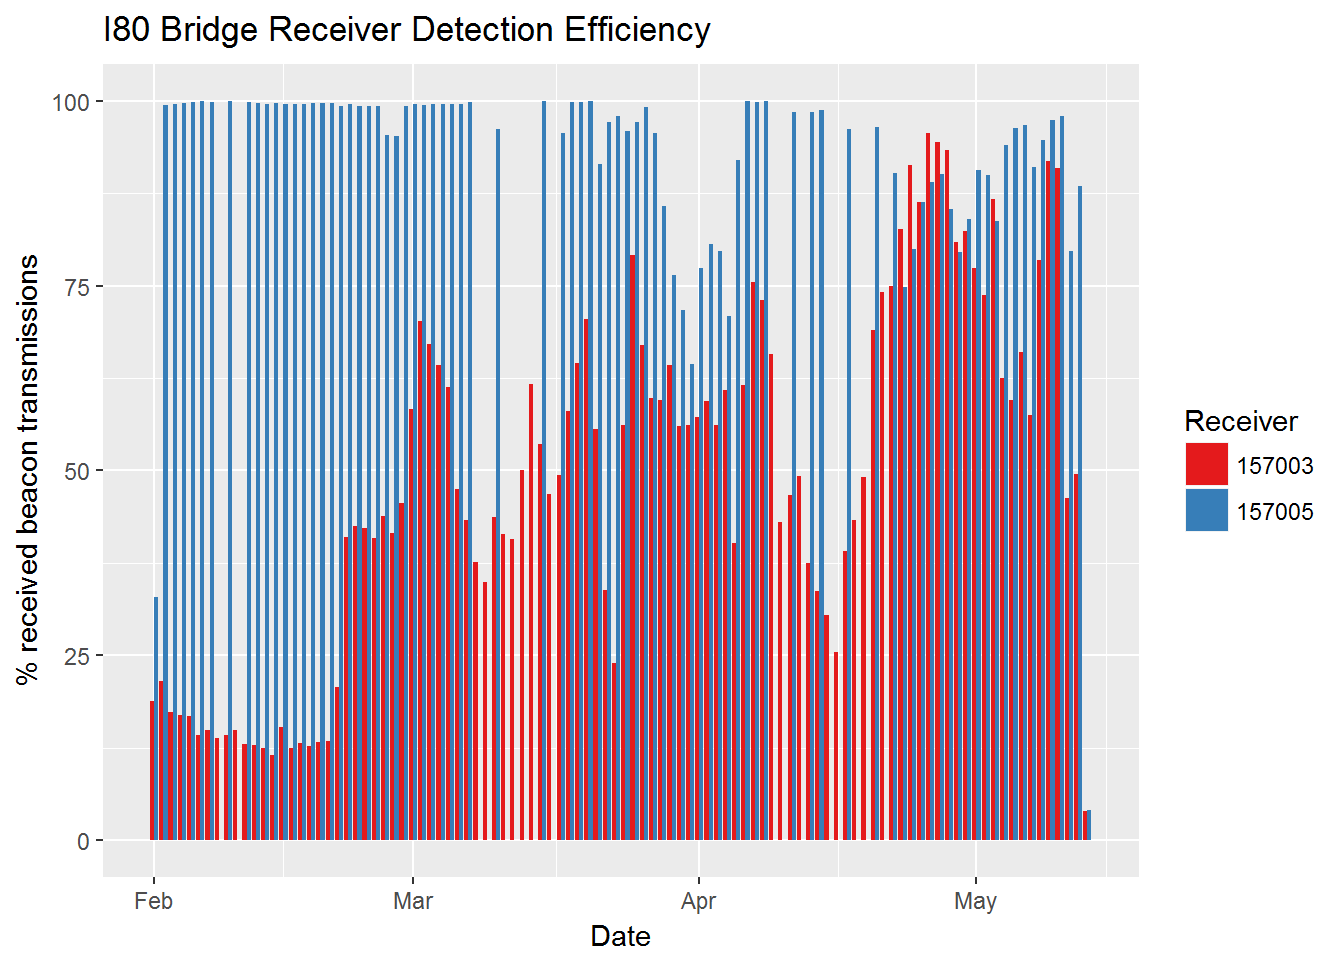 I80 Bridge Receiver Detection Efficiency
% received beacon transmissions
100
75
50
25
0
Feb
Mar
Apr
May
Date
Receiver
157003
157005